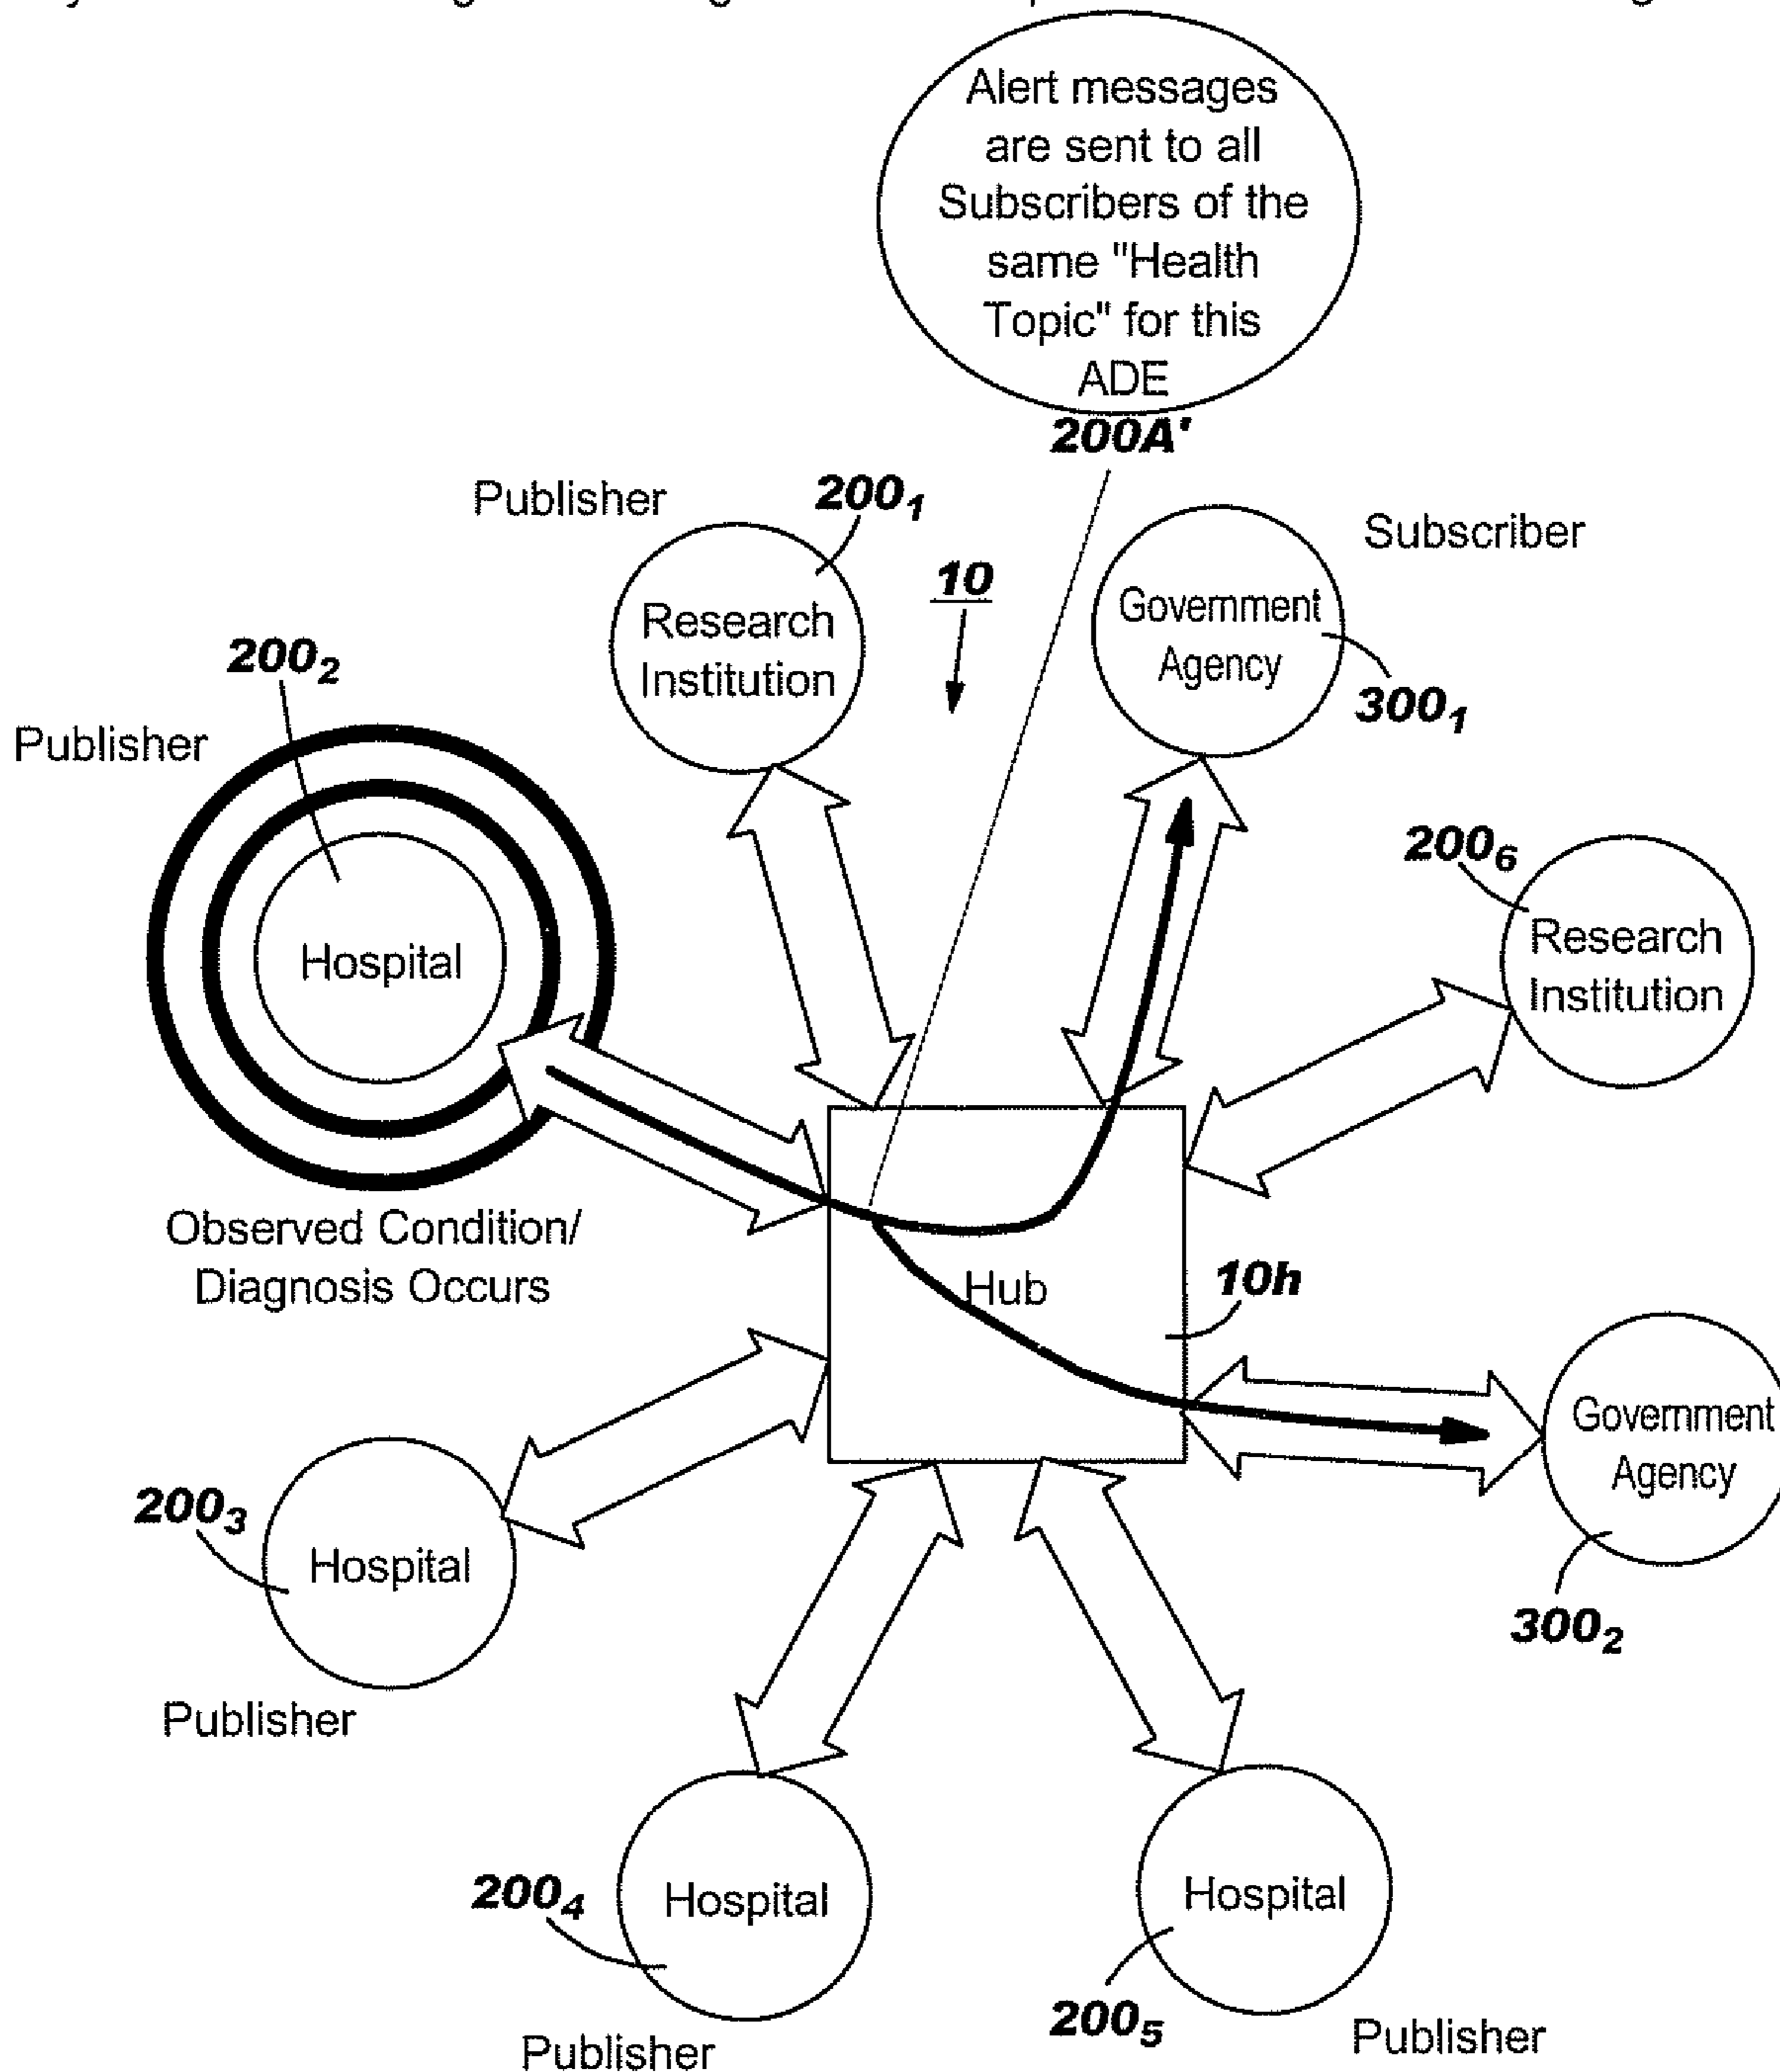 Alert messages
are sent to all
Subscribers of the
same "Health
Topic" for this
ADE
200A'
Publisher
200₁
Research
Institution
10
Subscriber
Government
Agency
300₁
200₂
Publisher
Hospital
Observed Condition/
Diagnosis Occurs
200₆
Research
Institution
Hub
10h
Government
Agency
300₂
200₃
Hospital
Publisher
200₄
Hospital
Publisher
Hospital
200₅
Publisher